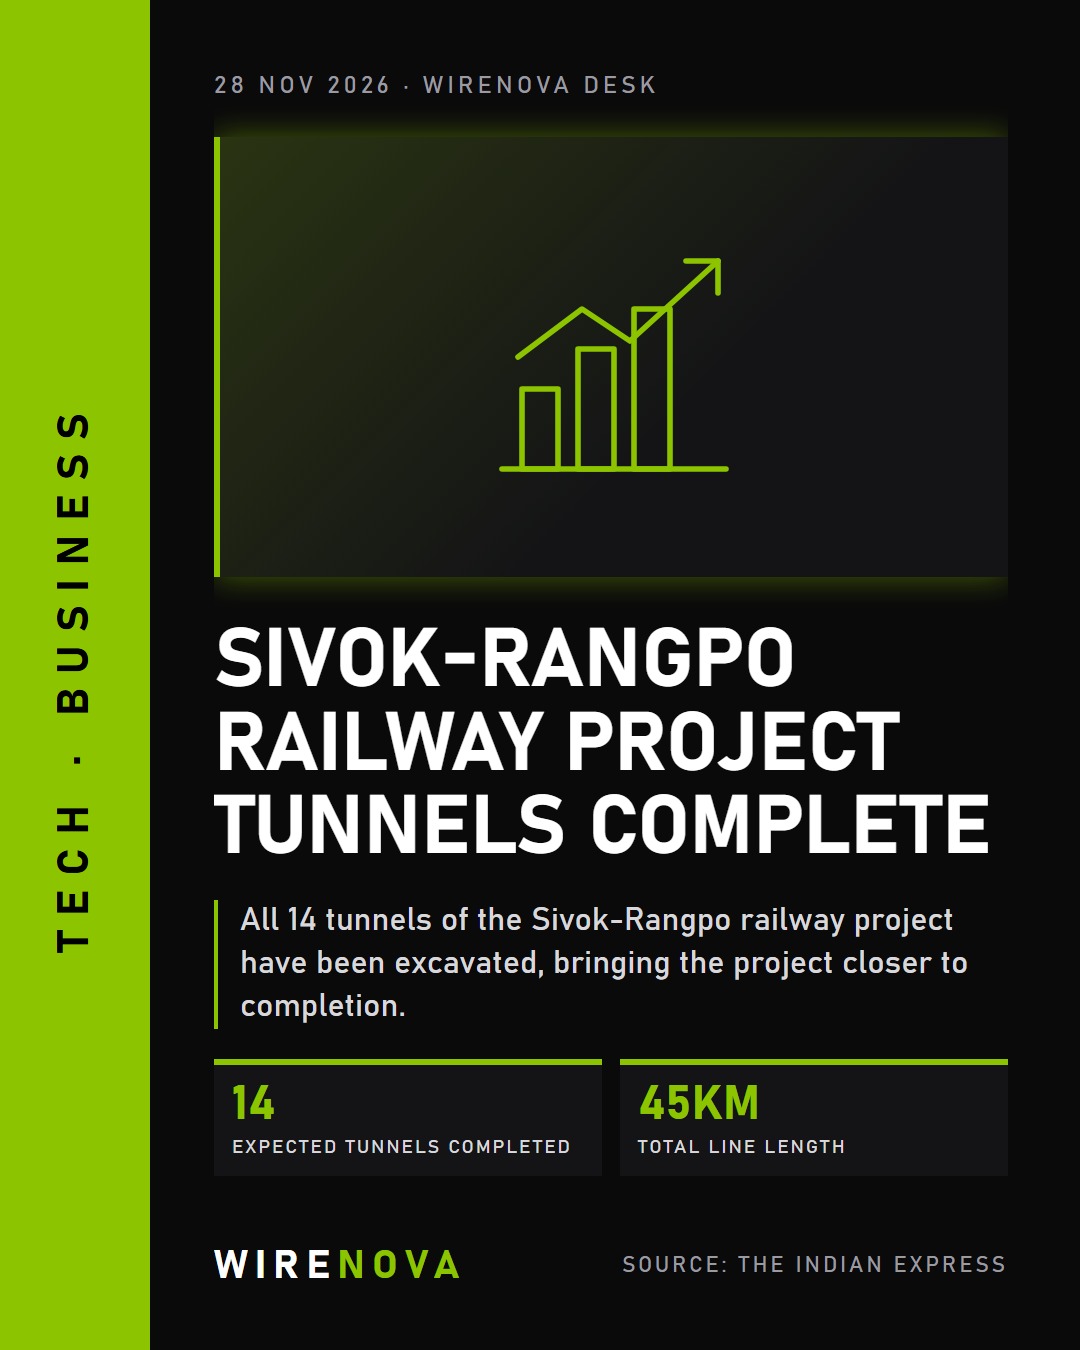 28 NOV 2026 · WIRENOVA DESK
TECH · BUSINESS
SIVOK-RANGPO
RAILWAY PROJECT
TUNNELS COMPLETE
All 14 tunnels of the Sivok-Rangpo railway project
have been excavated, bringing the project closer to
completion.
14
EXPECTED TUNNELS COMPLETED
45KM
TOTAL LINE LENGTH
WIRENOVA
SOURCE: THE INDIAN EXPRESS